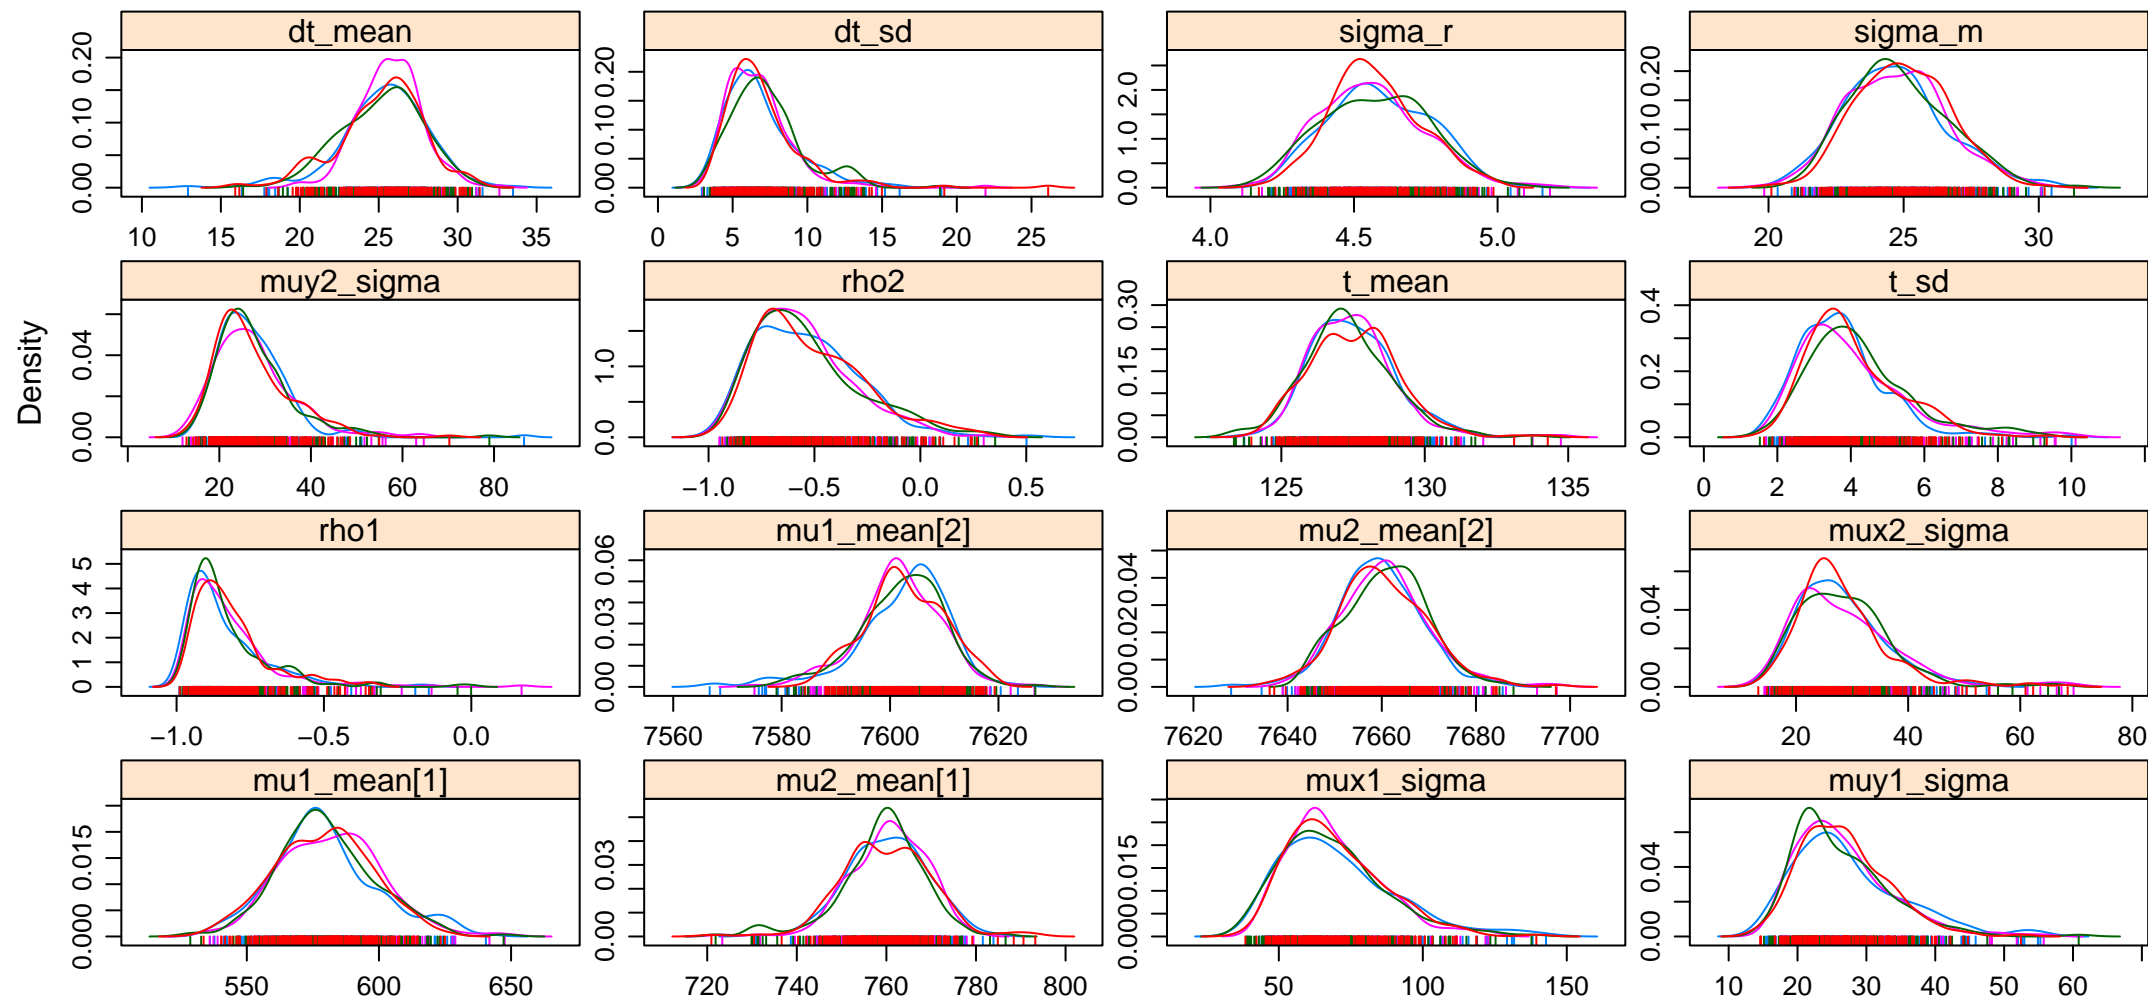 dt_mean dt_sd sigma_r sigma_m
0.00 0.10 0.20 0.00 0.10 0.20 0.0 1.0 2.0 0.00 0.10 0.20
10 15 20 25 30 35 0 5 10 15 20 25 4.0 4.5 5.0 20 25 30
muy2_sigma rho2 t_mean t_sd
Density
0.00 0.04 0.0 1.0 0.00 0.15 0.30 0.0 0.2 0.4
20 40 60 80 −1.0 −0.5 0.0 0.5 125 130 135 0 2 4 6 8 10
rho1 mu1_mean[2] mu2_mean[2] mux2_sigma
0 1 2 3 4 5 0.00 0.03 0.06 0.00 0.02 0.04 0.00 0.04
−1.0 −0.5 0.0 7560 7580 7600 7620 7620 7640 7660 7680 7700 20 40 60 80
mu1_mean[1] mu2_mean[1] mux1_sigma muy1_sigma
0.000 0.015 0.00 0.03 0.000 0.015 0.00 0.04
550 600 650 720 740 760 780 800 50 100 150 10 20 30 40 50 60